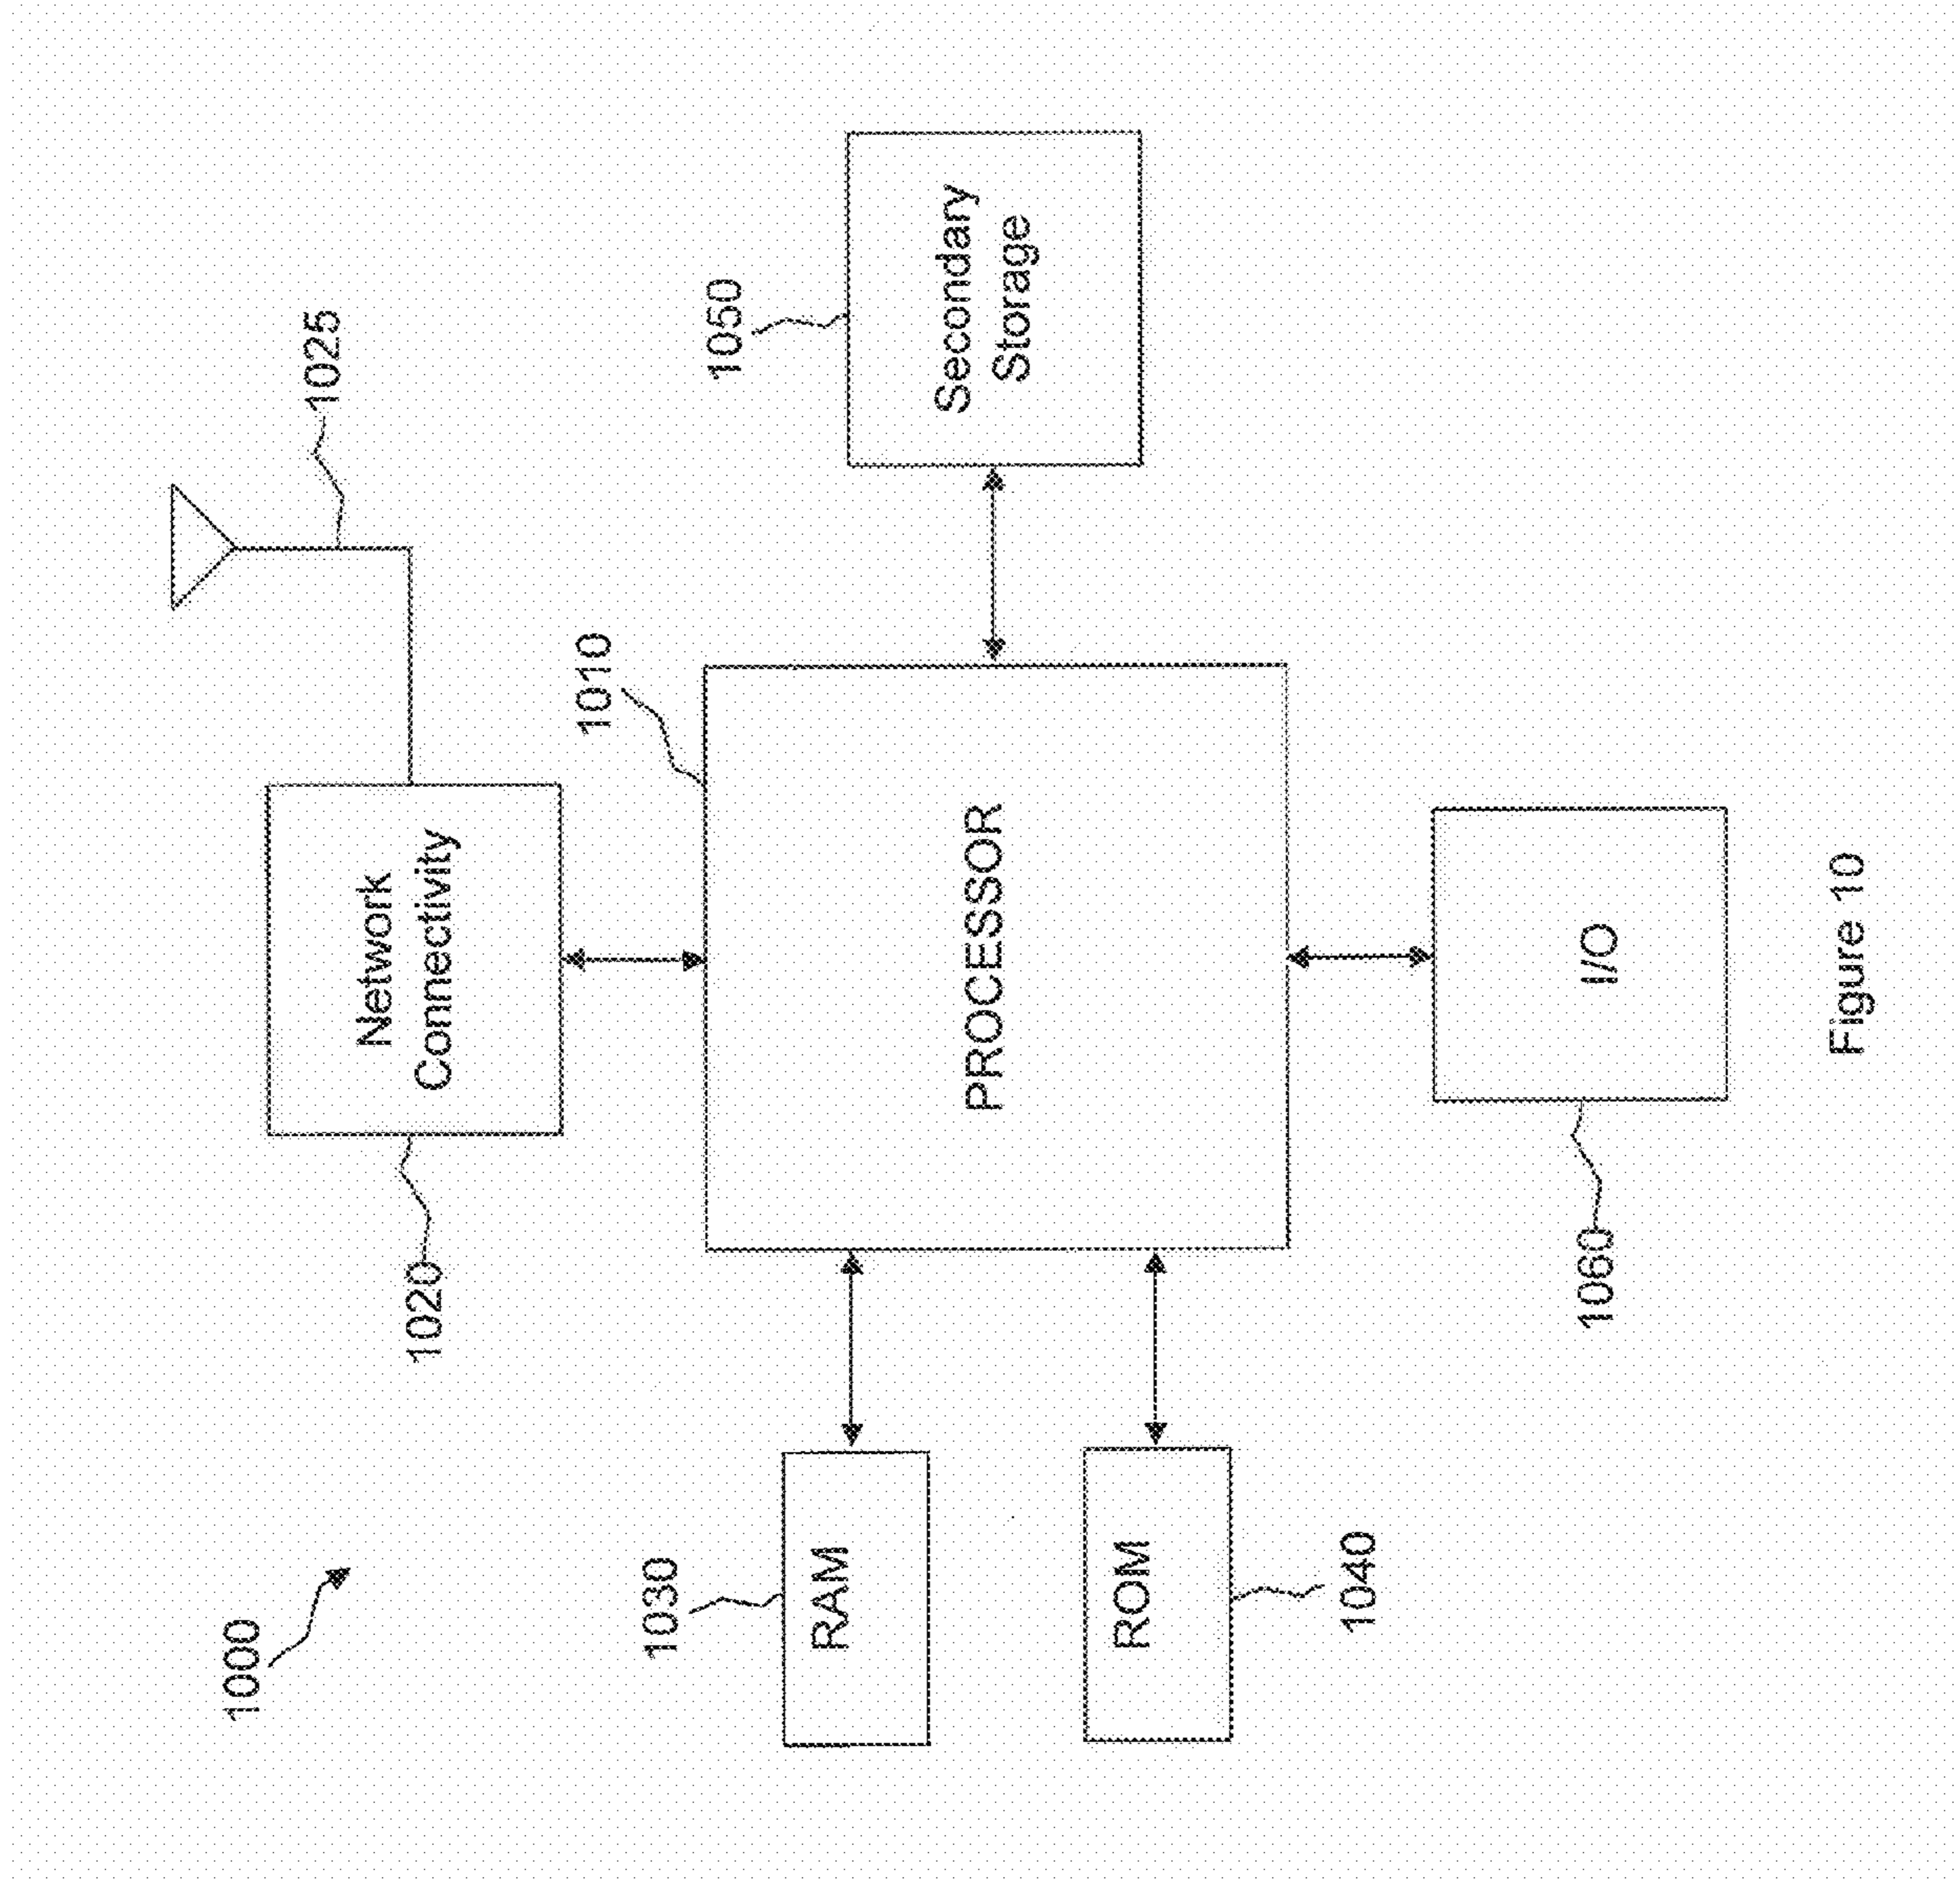 1000
1020
Network
Connectivity
1025
1010
1030
RAM
PROCESSOR
1050
Secondary
Storage
ROM
1040
1060
I/O
Figure 10